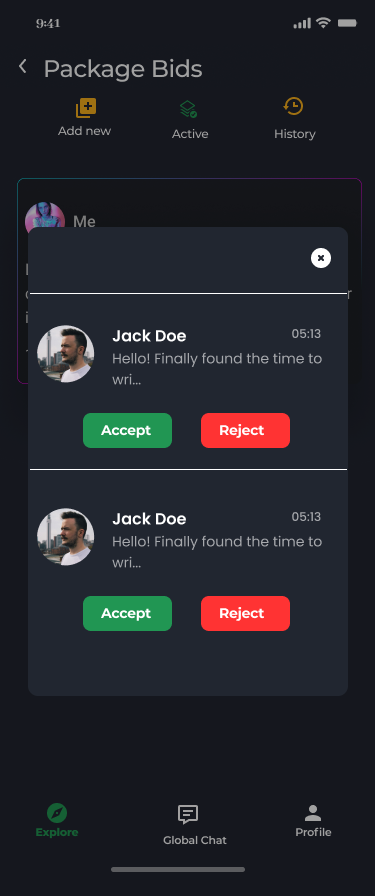 9:41
Package Bids
Add new
Active
History
Me
Jack Doe
05:13
Hello! Finally found the time to
wri...
Accept
Reject
Jack Doe
05:13
Hello! Finally found the time to
wri...
Accept
Reject
Explore
Global Chat
Profile